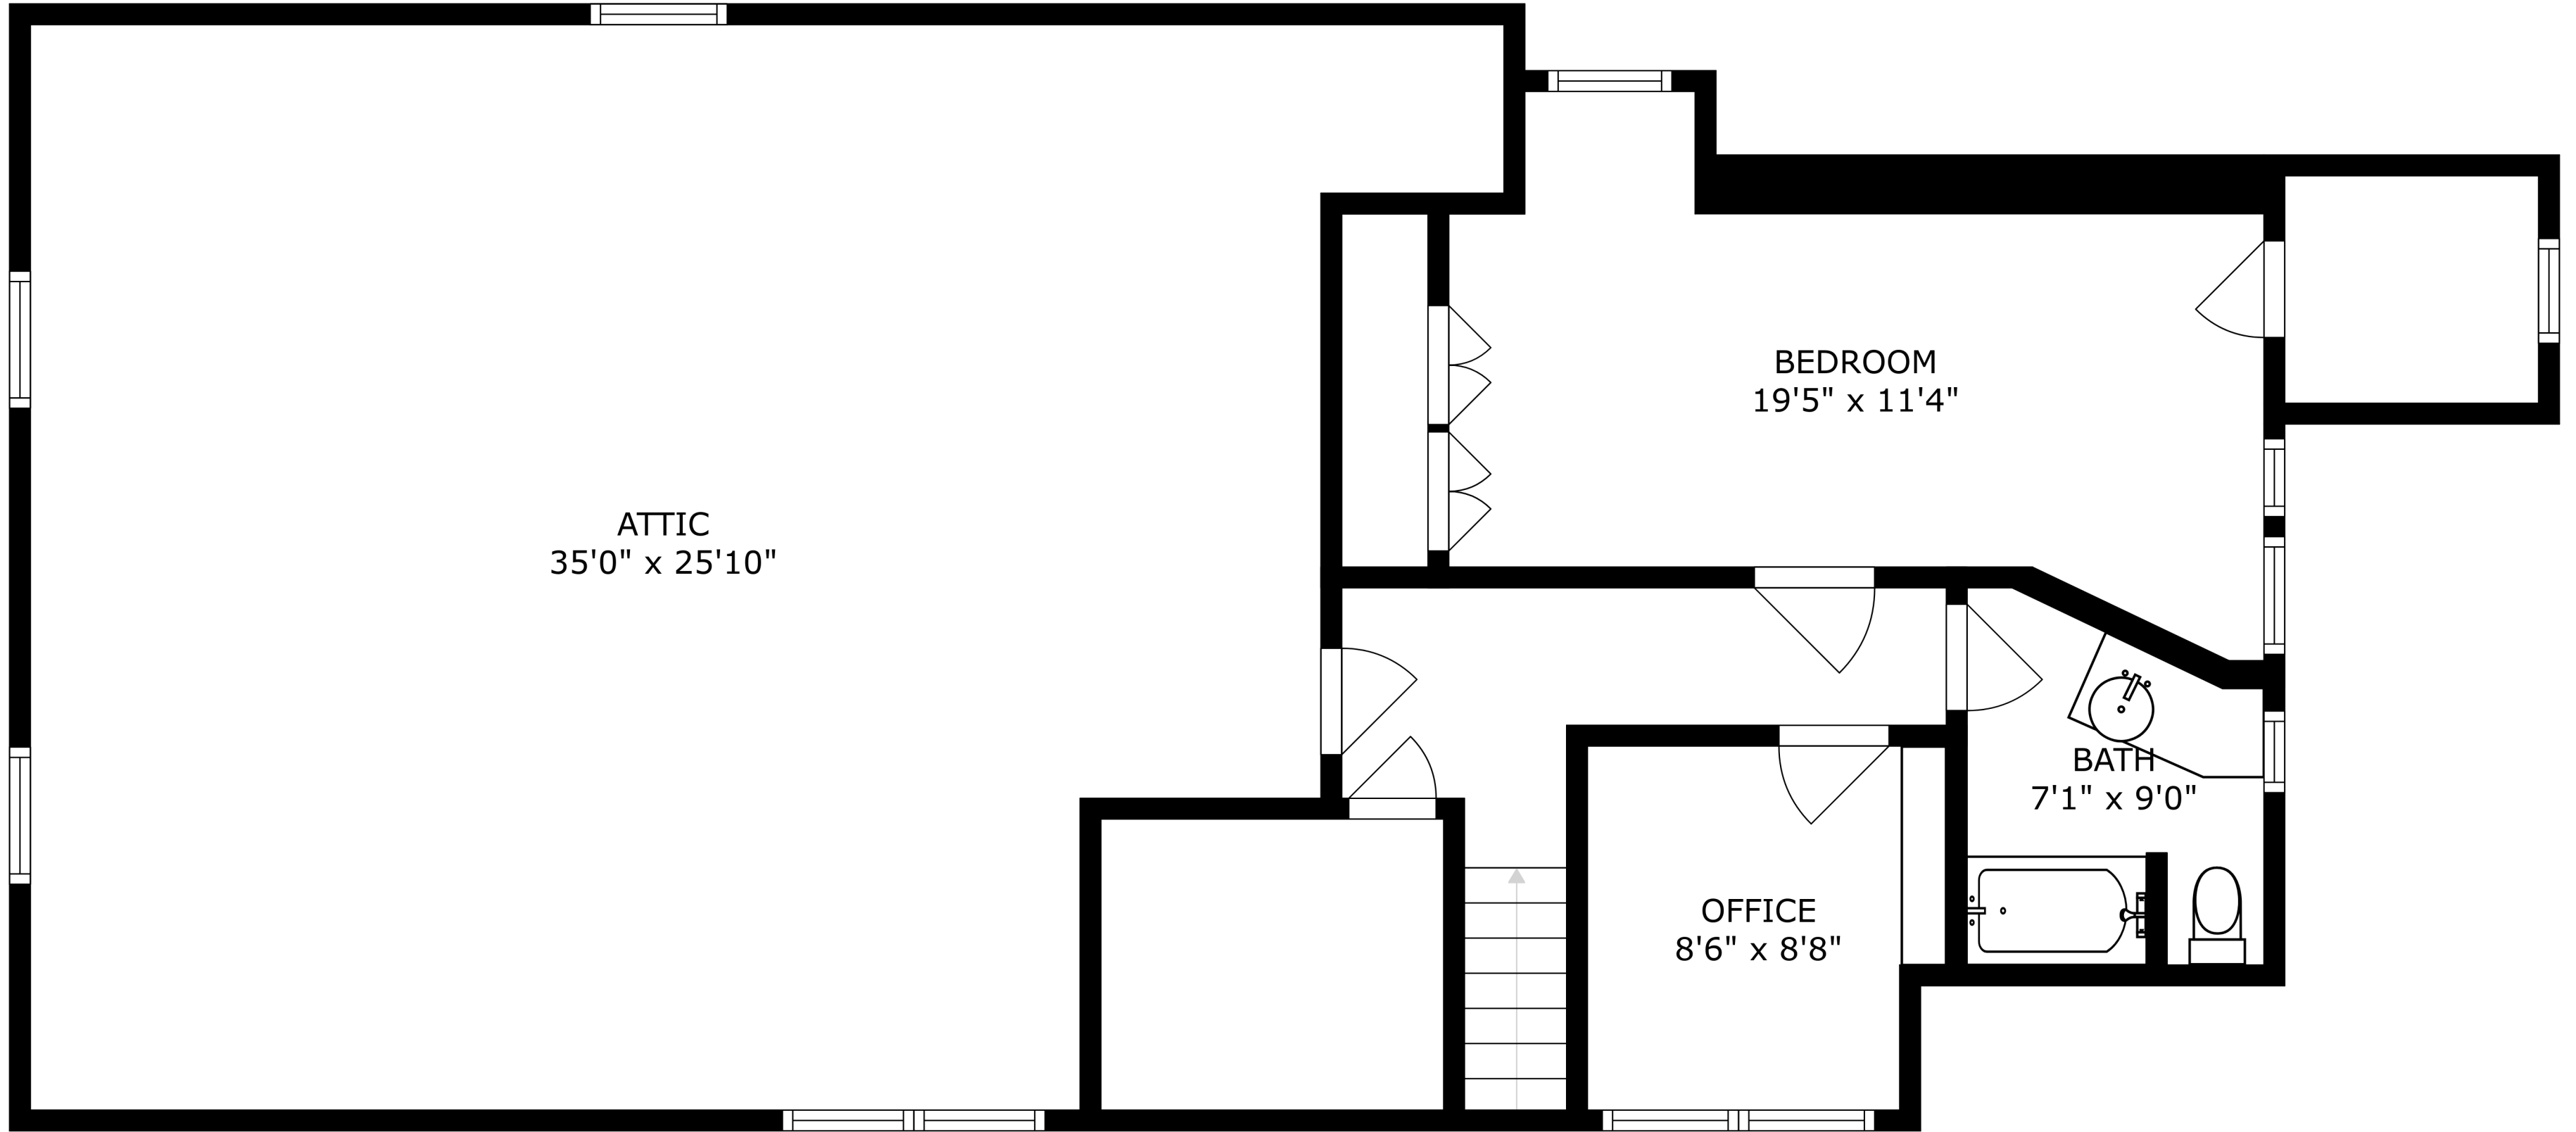 ATTIC
35'0" x 25'10"
BEDROOM
19'5" x 11'4"
BATH
7'1" x 9'0"
OFFICE
8'6" x 8'8"